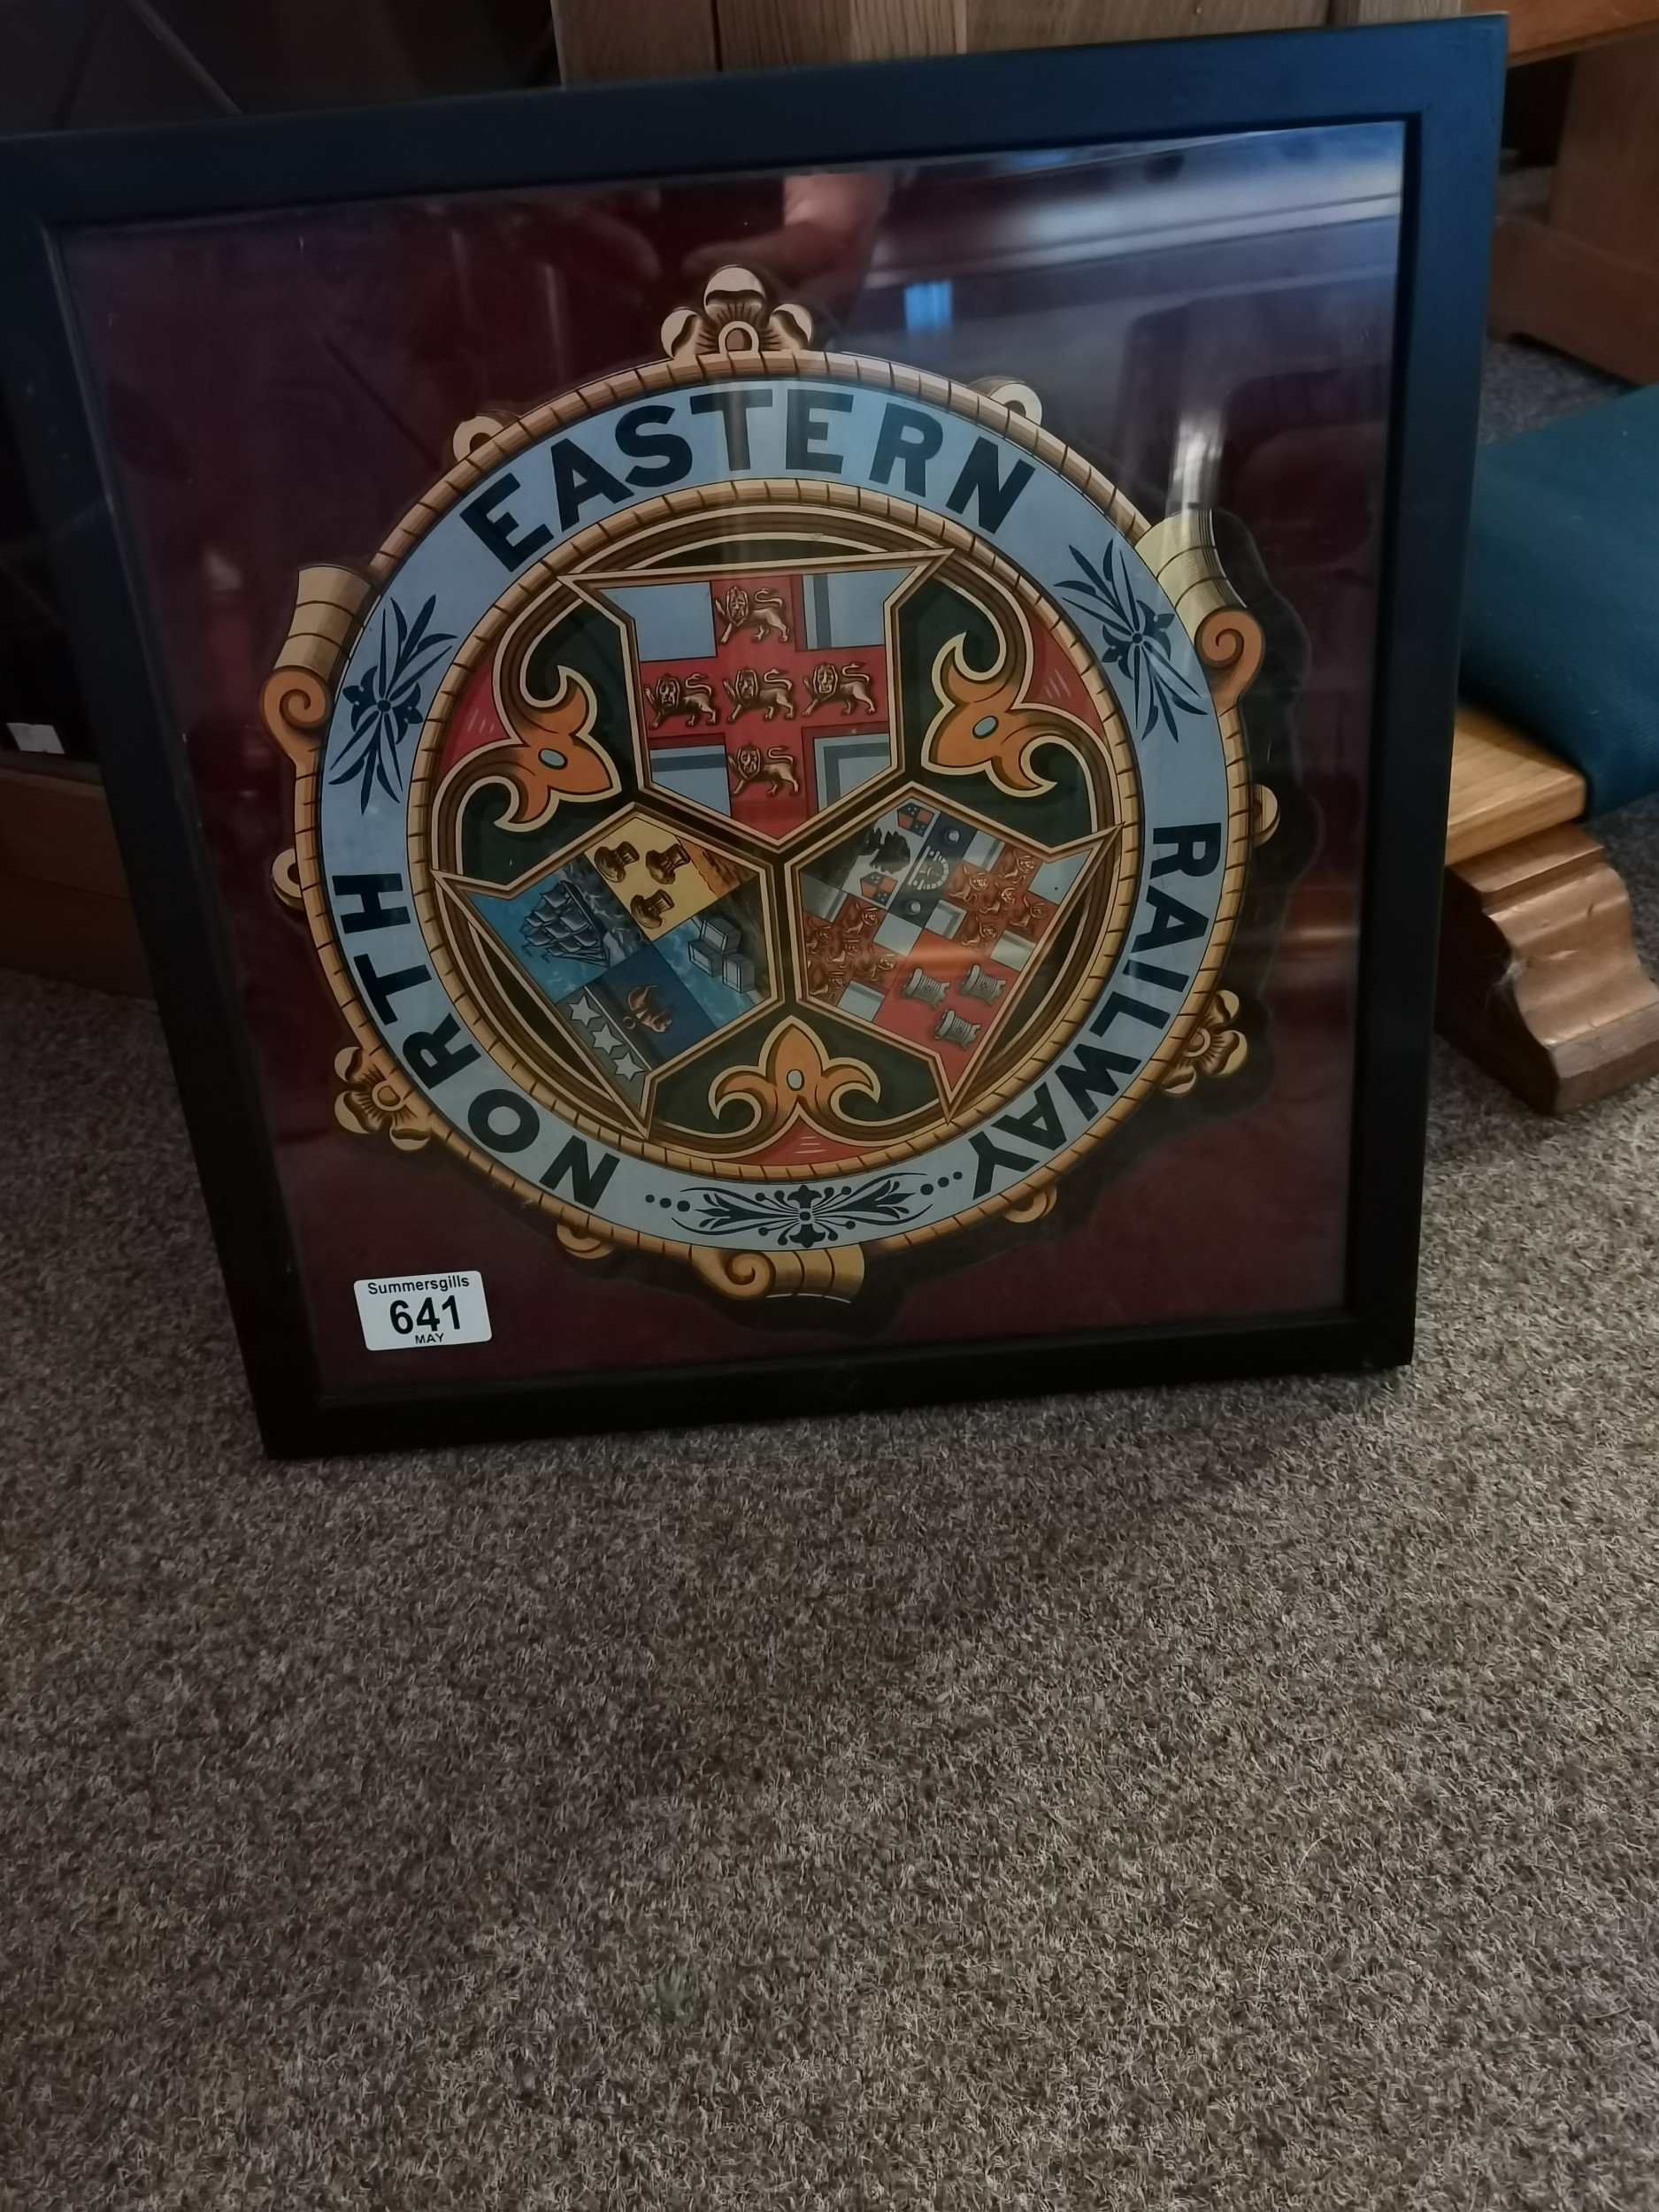 NORTH EASTERN RAILWAY
Summersgills
641
MAY